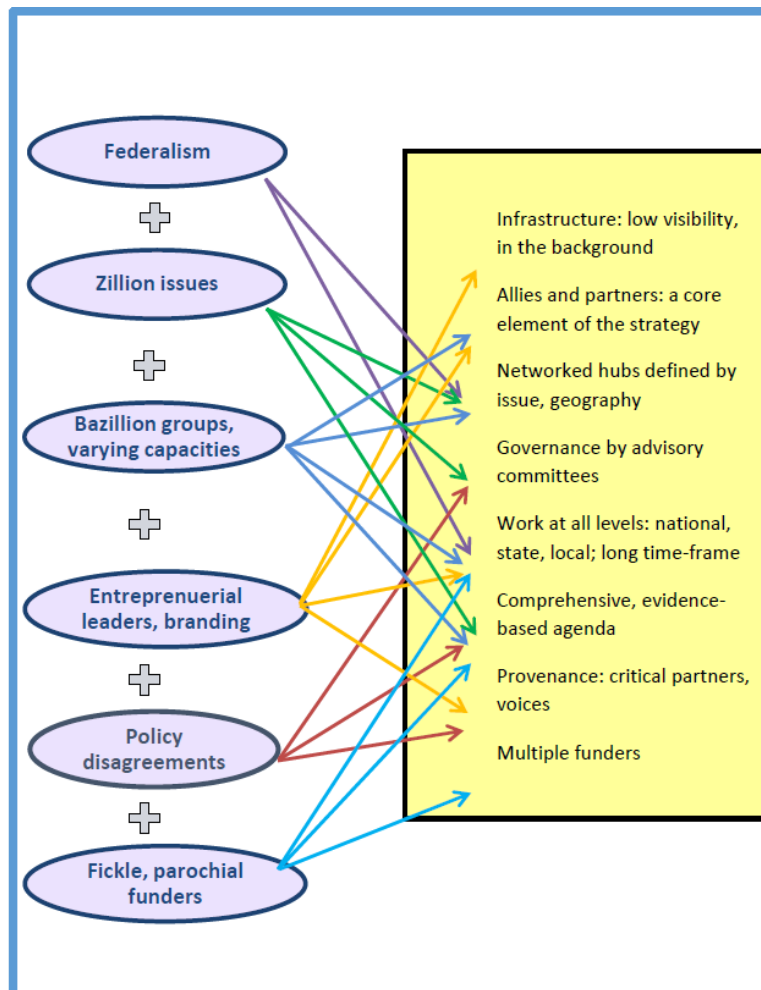 Federalism
Zillion issues
Bazillion groups,
varying capacities
Entreprenuerial
leaders, branding
Policy
disagreements
Fickle, parochial
funders
Infrastructure: low visibility,
in the background
Allies and partners: a core
element of the strategy
Networked hubs defined by
issue, geography
Governance by advisory
committees
Work at all levels: national,
state, local; long time-frame
Comprehensive, evidence-
based agenda
Provenance: critical partners,
voices
Multiple funders